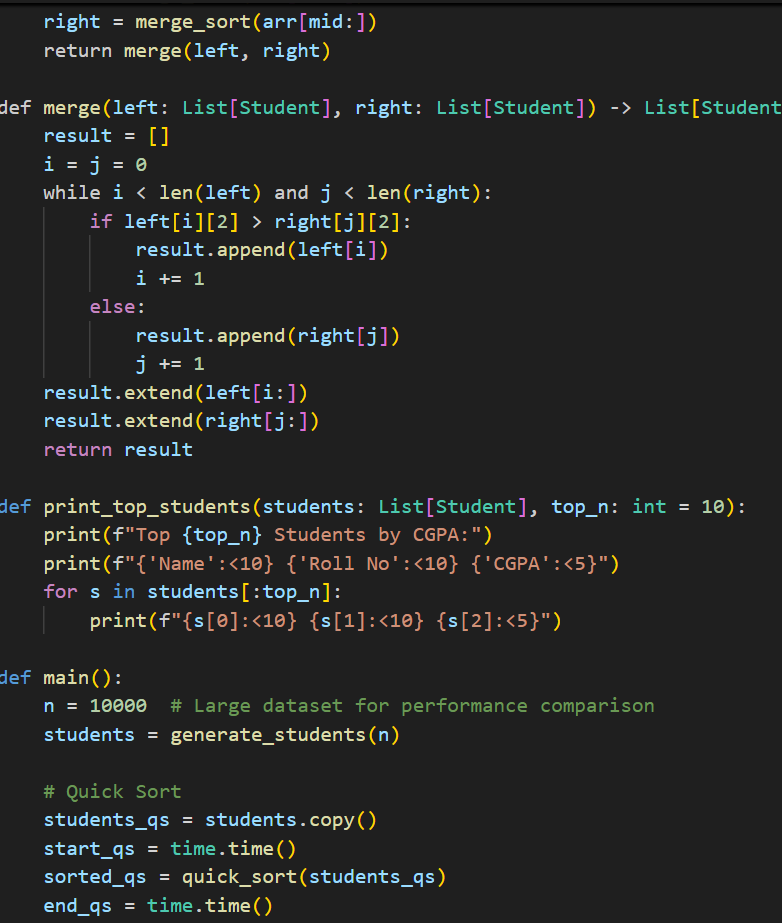 right = merge_sort(arr[mid:])
    return merge(left, right)
def merge(left: List[Student], right: List[Student]) -> List[Student
    result = []
    i = j = 0
    while i < len(left) and j < len(right):
        if left[i][2] > right[j][2]:
            result.append(left[i])
            i += 1
        else:
            result.append(right[j])
            j += 1
    result.extend(left[i:])
    result.extend(right[j:])
    return result
def print_top_students(students: List[Student], top_n: int = 10):
    print(f"Top {top_n} Students by CGPA:")
    print(f"{'Name':<10} {'Roll No':<10} {'CGPA':<5}")
    for s in students[:top_n]:
        print(f"{s[0]:<10} {s[1]:<10} {s[2]:<5}")
def main():
    n = 10000  # Large dataset for performance comparison
    students = generate_students(n)
    # Quick Sort
    students_qs = students.copy()
    start_qs = time.time()
    sorted_qs = quick_sort(students_qs)
    end_qs = time.time()